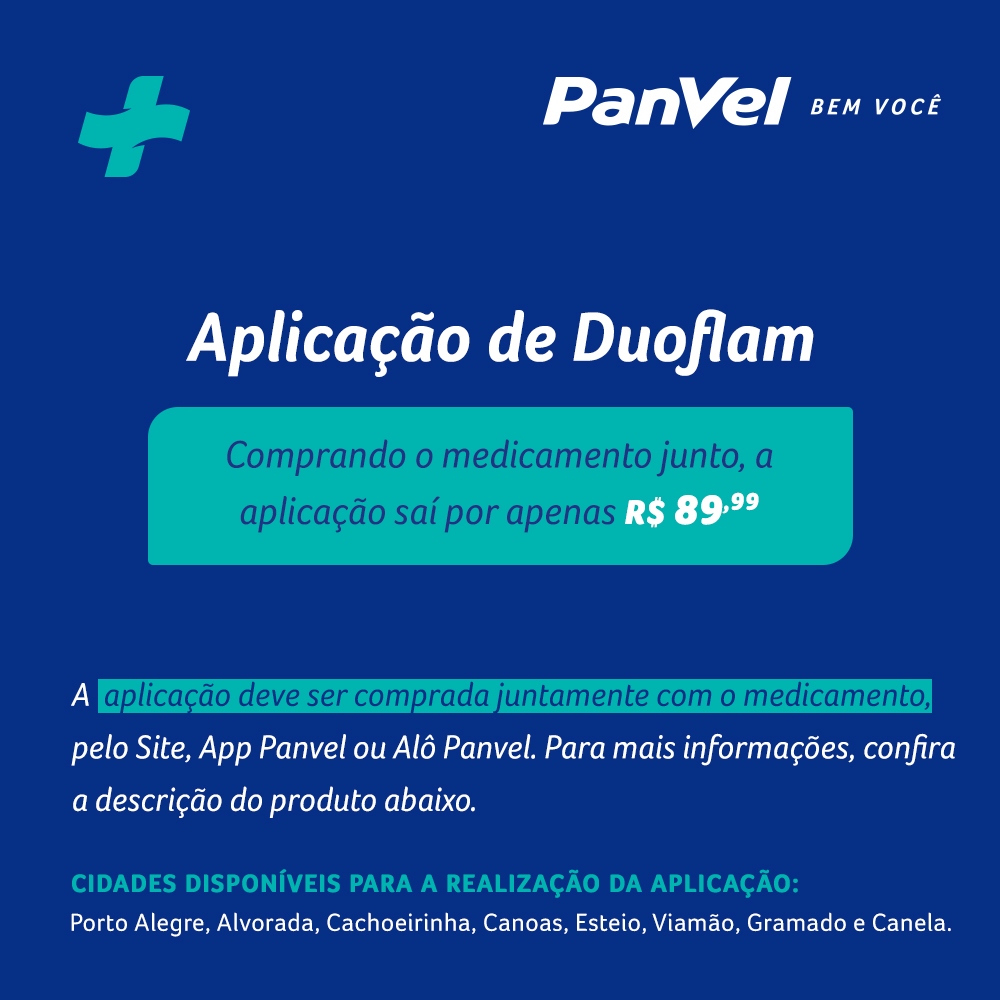 PanVel BEM VOCÊ
Aplicação de Duoflam
Comprando o medicamento junto, a
aplicação saí por apenas R$ 89,99
A aplicação deve ser comprada juntamente com o medicamento,
pelo Site, App Panvel ou Alô Panvel. Para mais informações, confira
a descrição do produto abaixo.
CIDADES DISPONÍVEIS PARA A REALIZAÇÃO DA APLICAÇÃO:
Porto Alegre, Alvorada, Cachoeirinha, Canoas, Esteio, Viamão, Gramado e Canela.